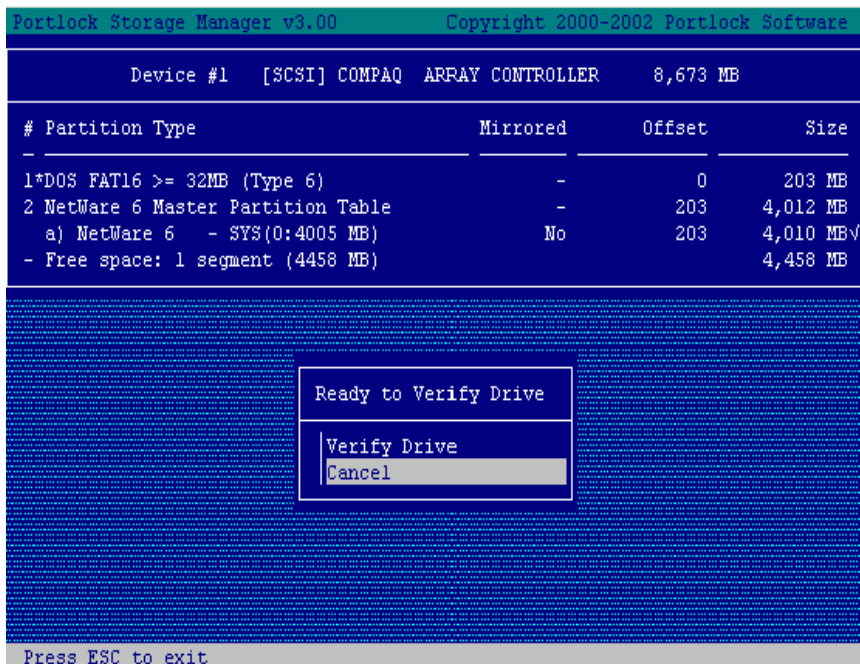 Portlock Storage Manager v3.00 Copyright 2000-2002 Portlock Software
Device #1 [SCSI] COMPAQ ARRAY CONTROLLER 8,673 MB
# Partition Type Mirrored Offset Size
1*DOS FAT16 >= 32MB (Type 6) - 0 203 MB
2 NetWare 6 Master Partition Table - 203 4,012 MB
a) NetWare 6 - SYS(0:4005 MB) No 203 4,010 MB√
- Free space: 1 segment (4458 MB) 4,458 MB
Ready to Verify Drive
Verify Drive
Cancel
Press ESC to exit